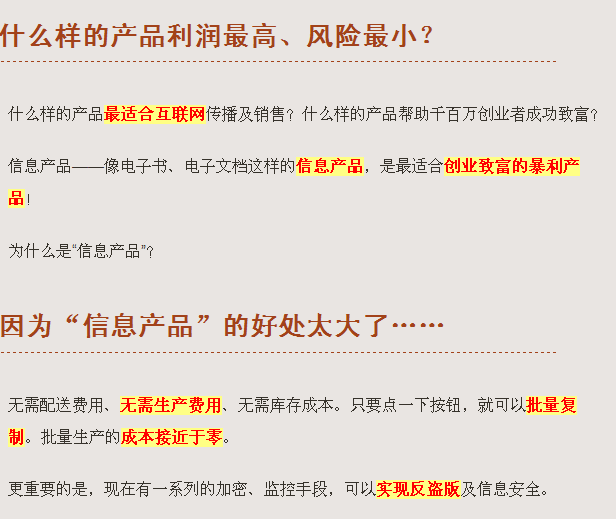 什么样的产品利润最高、风险最小?
什么样的产品最适合互联网传播及销售?什么样的产品帮助千百万创业者成功致富?
信息产品——像电子书、电子文档这样的信息产品,是最适合创业致富的暴利产
品!
为什么是“信息产品”?
因为“信息产品”的好处太大了……
无需配送费用、无需生产费用、无需库存成本。只要点一下按钮,就可以批量复
制。批量生产的成本接近于零。
更重要的是,现在有一系列的加密、监控手段,可以实现反盗版及信息安全。